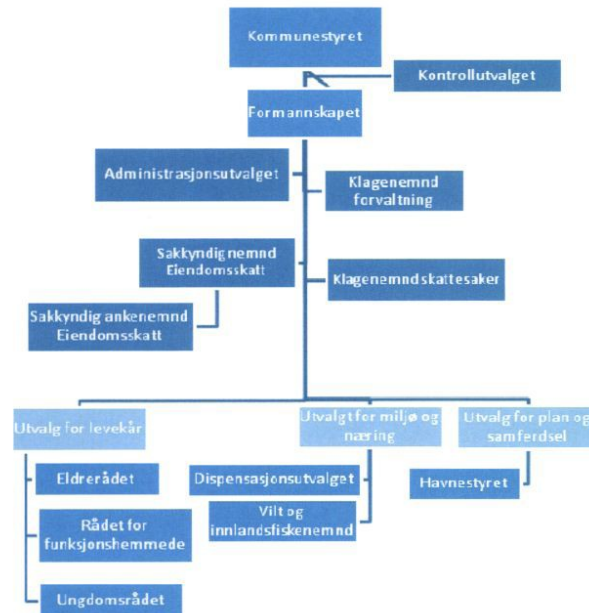 Kommunestyret
Kontrollutvalget
Formannskapet
Administrasjonsutvalget
Klagenemnd
forvaltning
Sakkyndig nemnd
Eiendomsskatt
Klagenemnd skattesaker
Sakkyndig ankenemnd
Eiendomsskatt
Utvalg for levekår
Utvalgt for miljø og
næring
Utvalg for plan og
samferdsel
Eldrerådet
Dispensasjonsutvalget
Havnestyret
Vilt og
innlandsfiskenemnd
Rådet for
funksjonshemmede
Ungdomsrådet